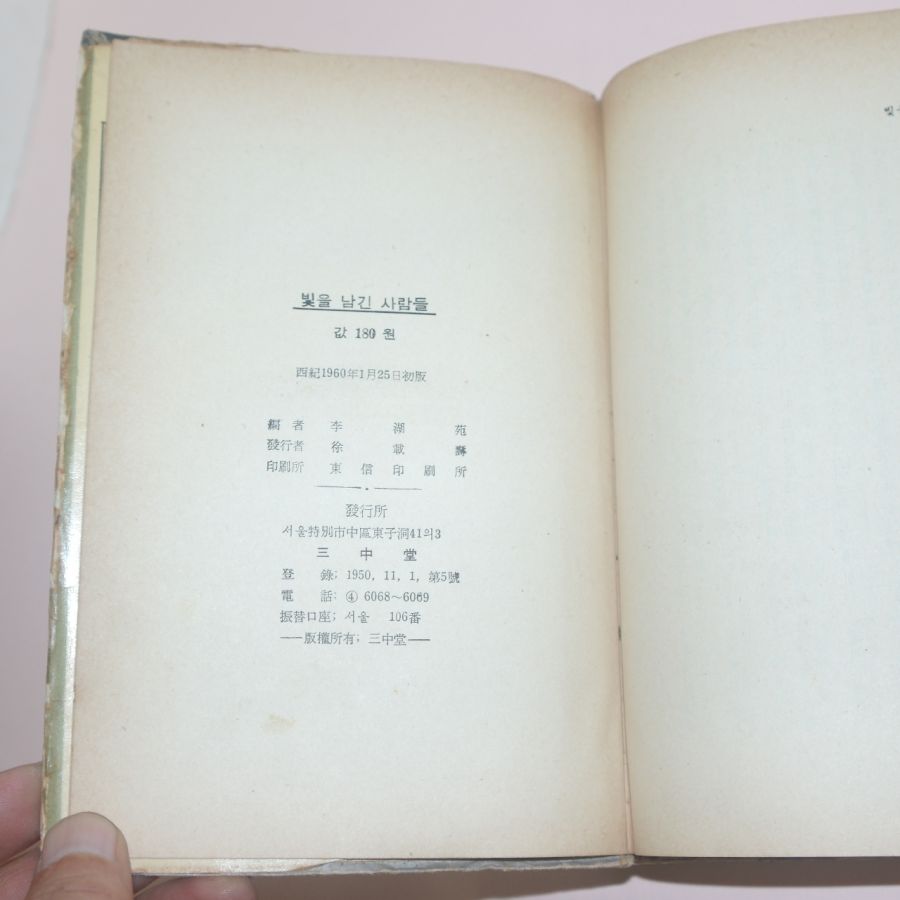 빛을 남긴 사람들
값 180 원
西紀1960年1月25日初版
編者 李湖苑
發行者 徐載壽
印刷所 東信印刷所
發行所
서울特別市中區東子洞41의3
三中堂
登錄; 1950, 11, 1, 第5號
電話; ④ 6068~6069
振替口座; 서울 106番
——版權所有; 三中堂——